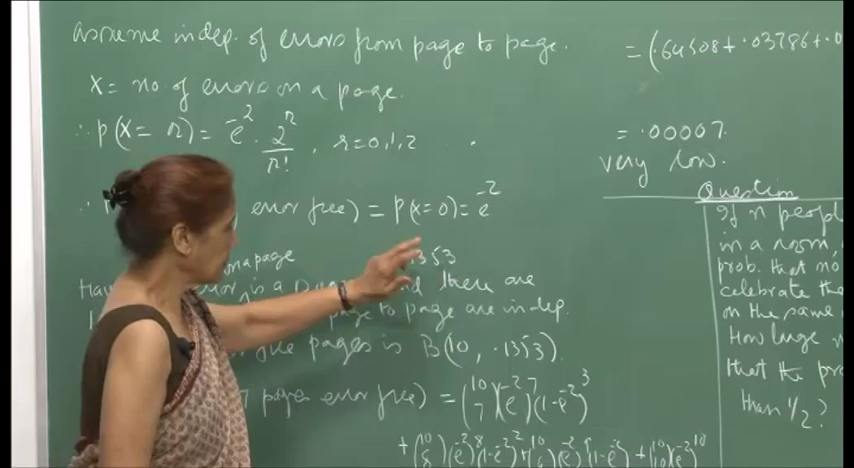 assume indep. of errors from page to page.
X = no of errors on a page.
∴ P(X = r) = e^-2 · 2^r / r! , r = 0,1,2 .
∴ error free) = P(X=0) = e^-2
on a page .1353
error is a and there are
page to page are indep.
pages is B(10, .1353).
7 pages error free) = (10 7)(e^-2)^7(1-e^-2)^3
+ (10 8)(e^-2)^8(1-e^-2)^2 + (e^-2) (1-e^-2) + (10 10)(e^-2)^10
= (.64508 + .03786 + .0
= .00007.
very low.
Question
If n peopl
in a room,
prob. that no
celebrate the
on the same
How large
that the pro
than 1/2?